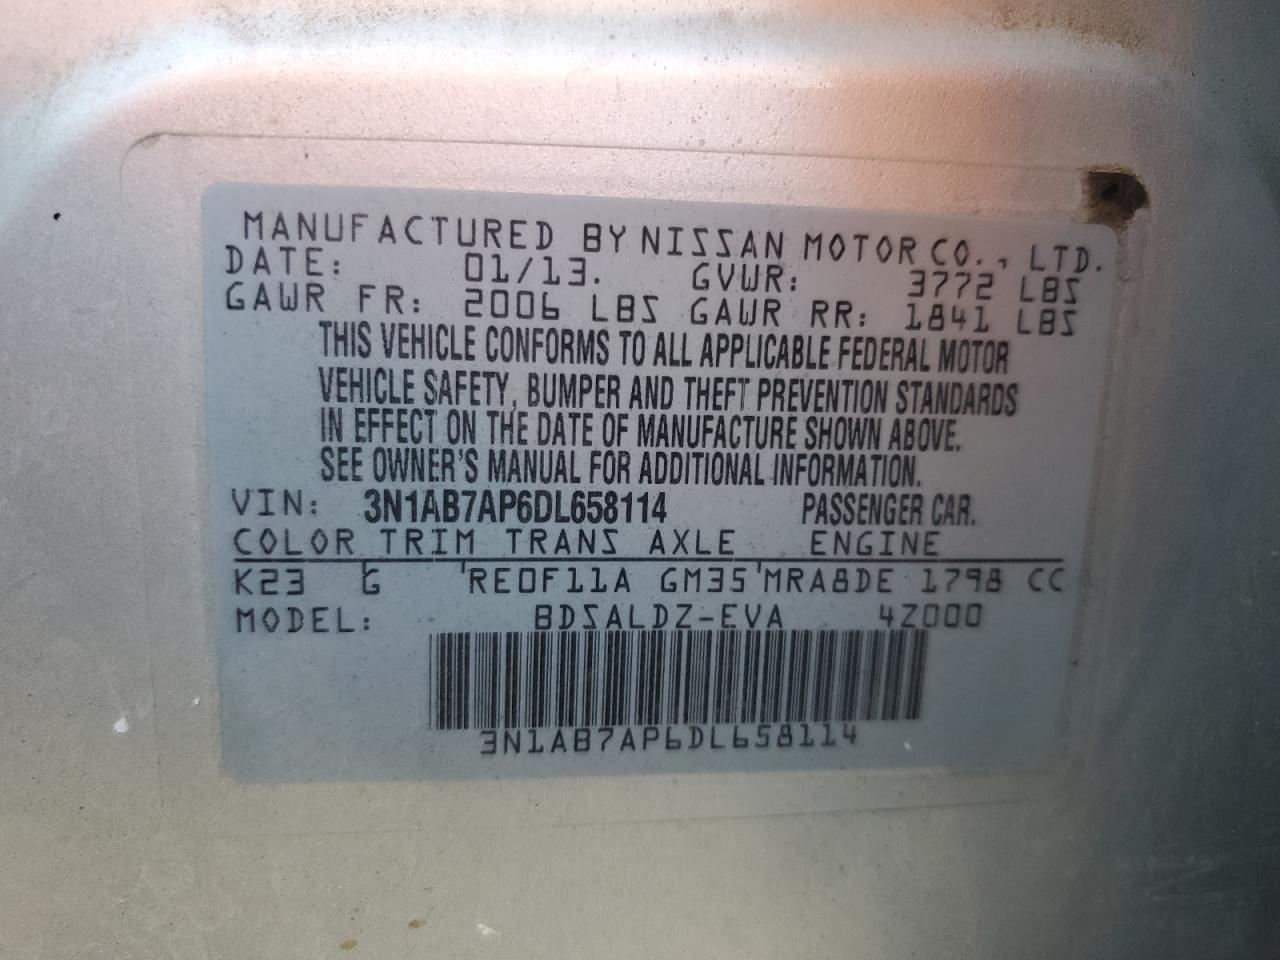 MANUFACTURED BY NISSAN MOTOR CO., LTD.
DATE: 01/13. GVWR: 3772 LBS
GAWR FR: 2006 LBS GAWR RR: 1841 LBS
THIS VEHICLE CONFORMS TO ALL APPLICABLE FEDERAL MOTOR
VEHICLE SAFETY, BUMPER AND THEFT PREVENTION STANDARDS
IN EFFECT ON THE DATE OF MANUFACTURE SHOWN ABOVE.
SEE OWNER'S MANUAL FOR ADDITIONAL INFORMATION.
VIN: 3N1AB7AP6DL658114 PASSENGER CAR.
COLOR TRIM TRANS AXLE ENGINE
K23 G RE0F11A GM35 MRA8DE 1798 CC
MODEL: BDSALDZ-EVA 4Z000
3N1AB7AP6DL658114